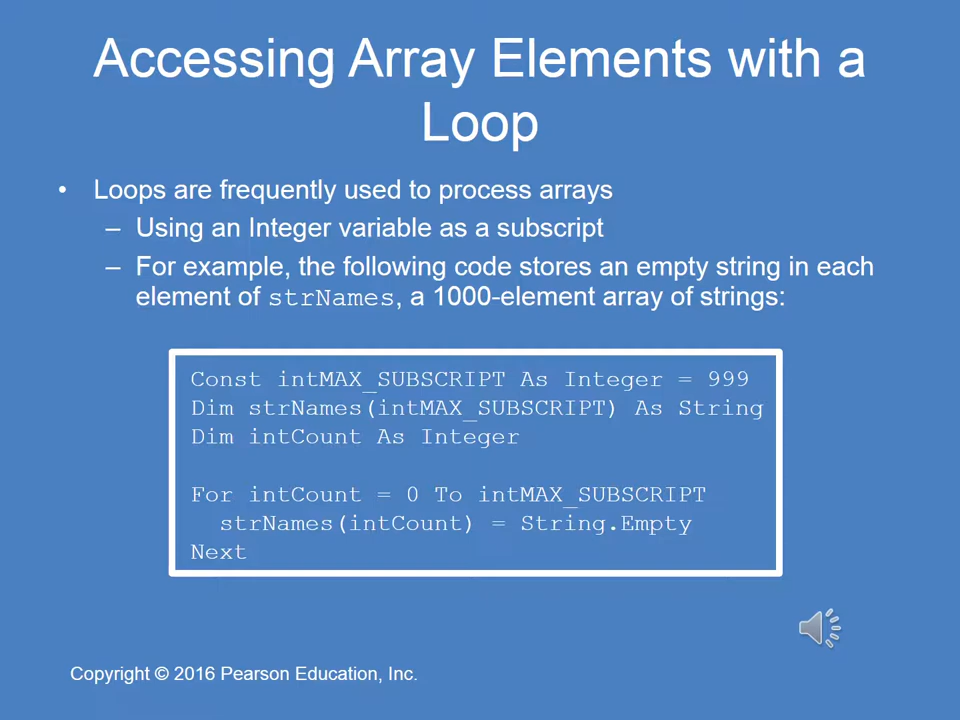 Accessing Array Elements with a
Loop
• Loops are frequently used to process arrays
– Using an Integer variable as a subscript
– For example, the following code stores an empty string in each
element of strNames, a 1000-element array of strings:
Const intMAX_SUBSCRIPT As Integer = 999
Dim strNames(intMAX_SUBSCRIPT) As String
Dim intCount As Integer
For intCount = 0 To intMAX_SUBSCRIPT
strNames(intCount) = String.Empty
Next
Copyright © 2016 Pearson Education, Inc.